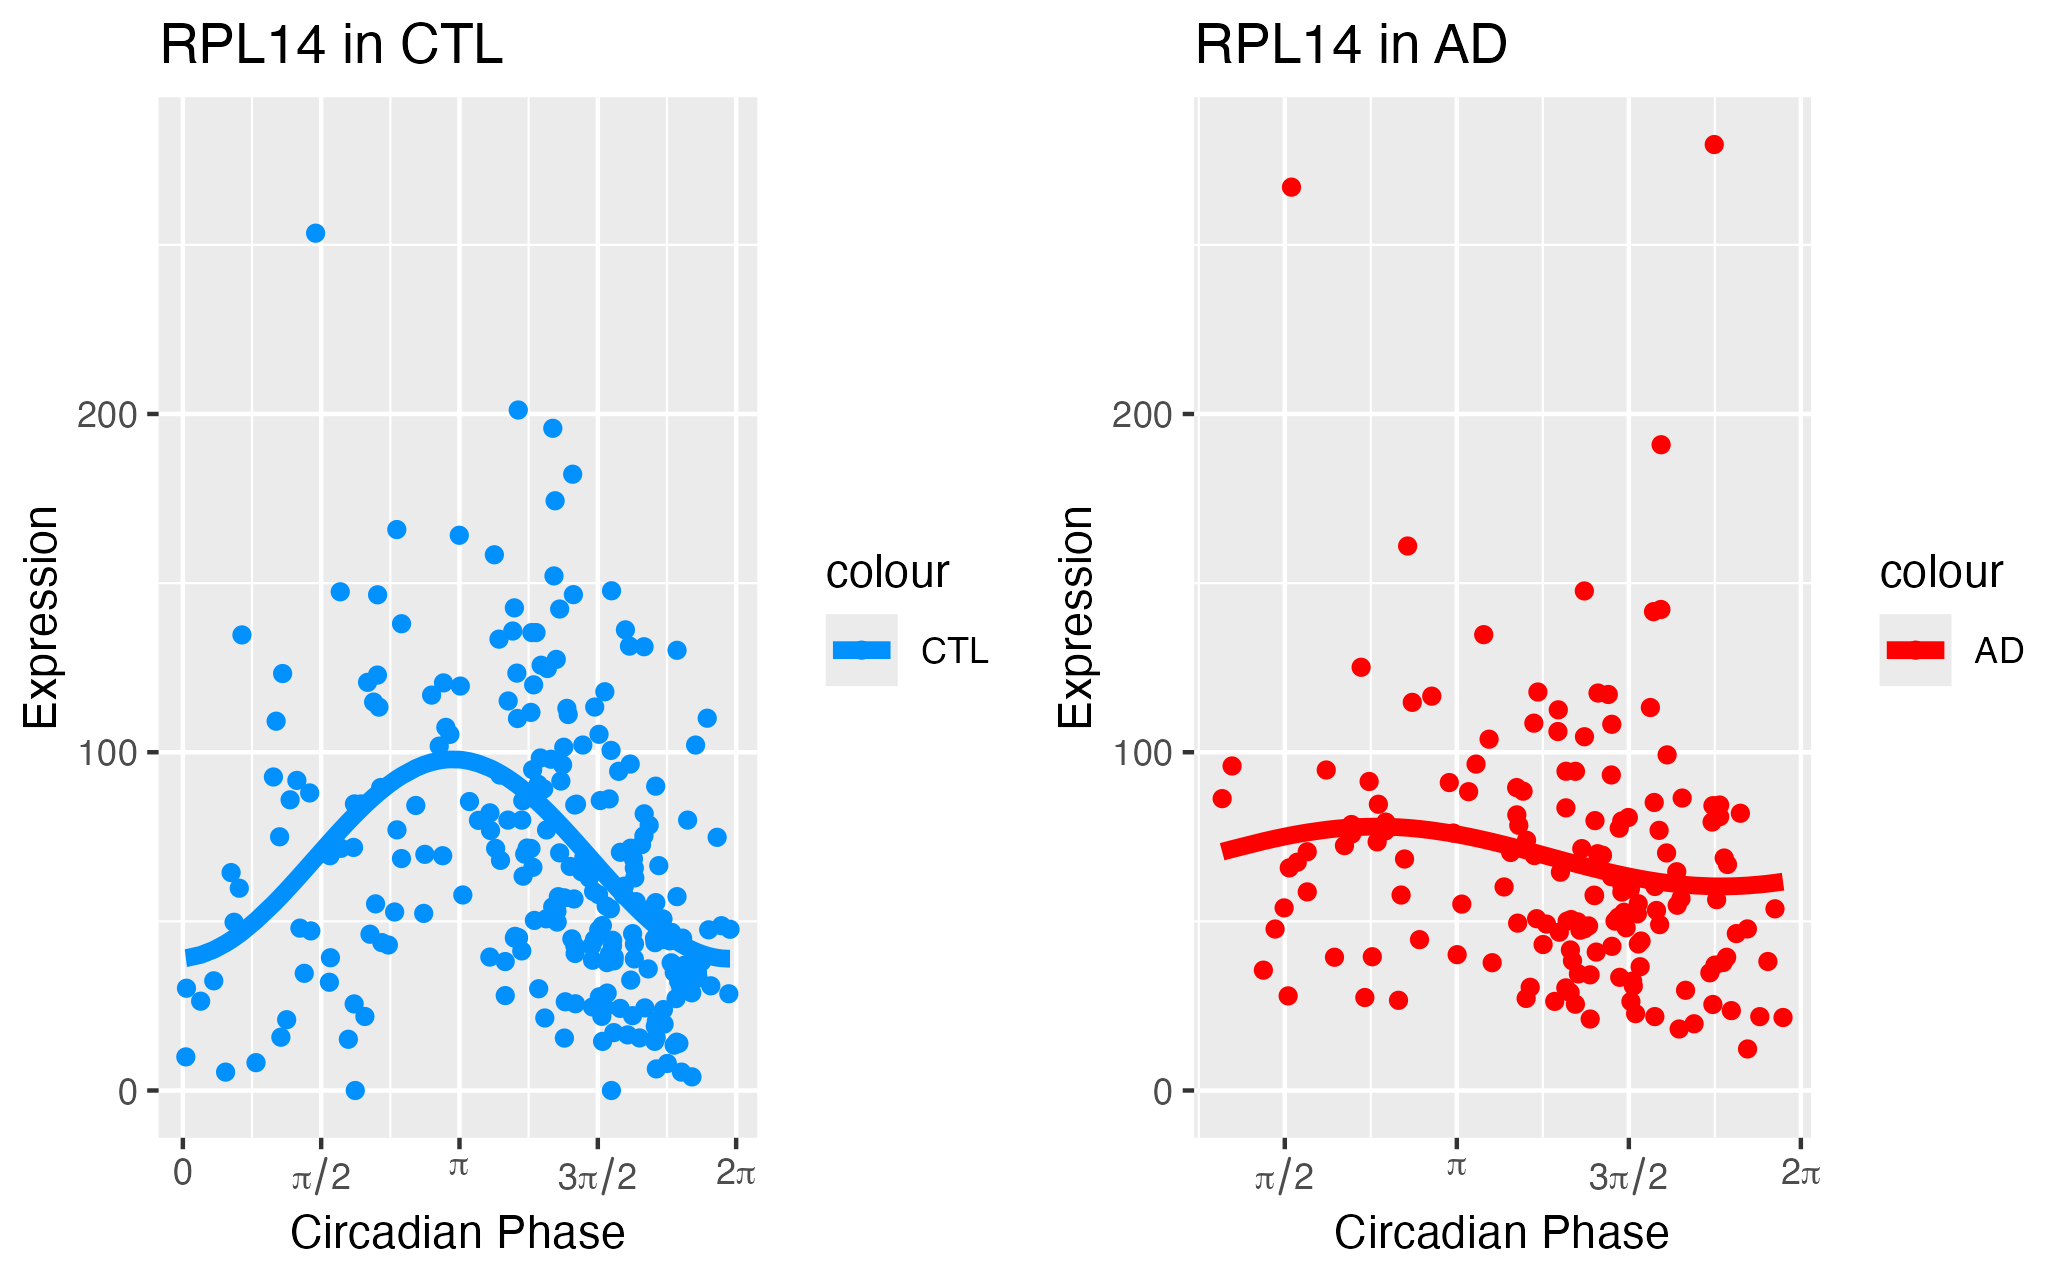 RPL14 in CTL
Expression
200
100
0
0 π/2 π 3π/2 2π
Circadian Phase
colour
CTL
RPL14 in AD
Expression
200
100
0
π/2 π 3π/2 2π
Circadian Phase
colour
AD